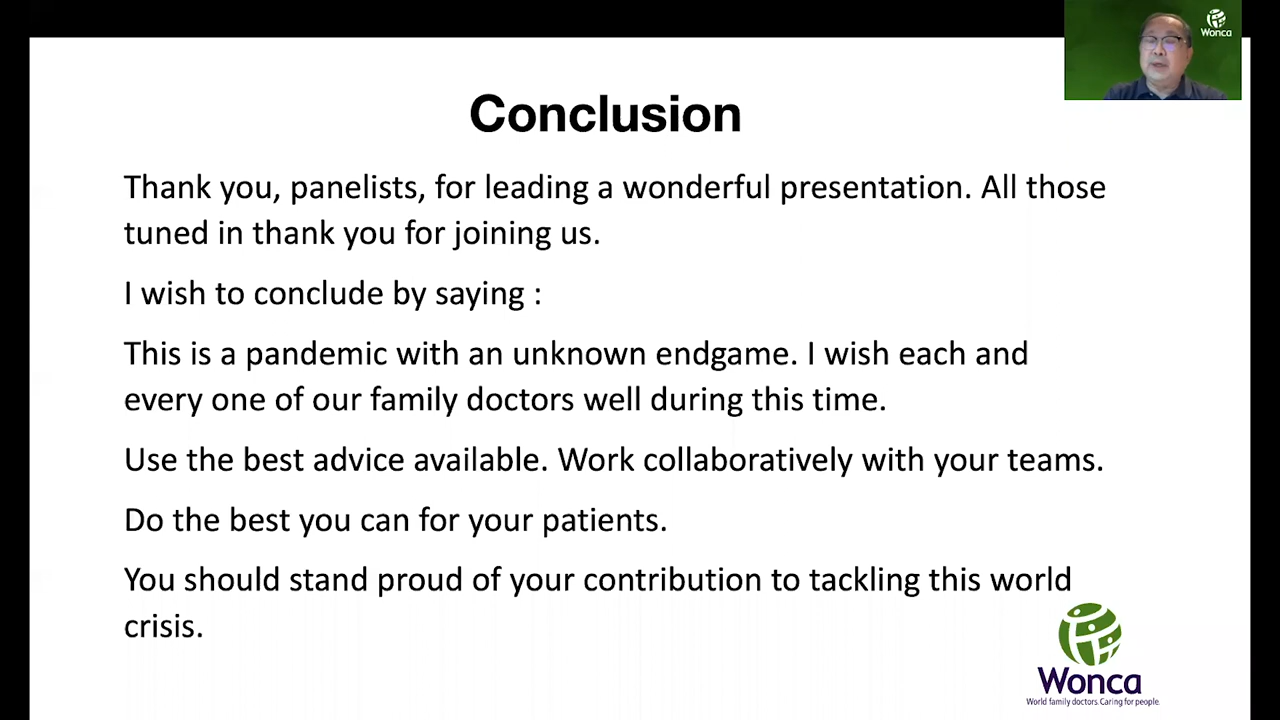 Wonca
Conclusion
Thank you, panelists, for leading a wonderful presentation. All those
tuned in thank you for joining us.
I wish to conclude by saying :
This is a pandemic with an unknown endgame. I wish each and
every one of our family doctors well during this time.
Use the best advice available. Work collaboratively with your teams.
Do the best you can for your patients.
You should stand proud of your contribution to tackling this world
crisis.
Wonca
World family doctors. Caring for people.